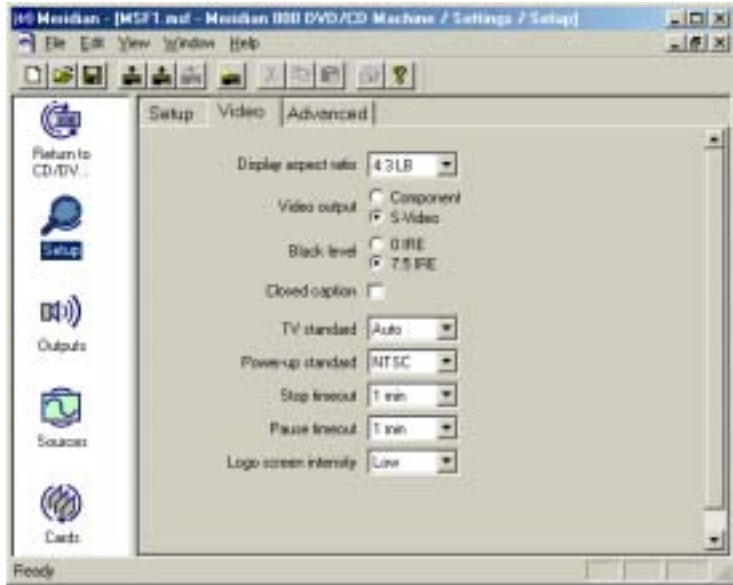 Meridian - [MSF1.msf - Meridian 800 DVD/CD Machine / Settings / Setup]
File Edit View Window Help
Return to
CD/DV...
Setup
Outputs
Sources
Cards
Setup Video Advanced
Display aspect ratio 4:3 LB
Video output Component
S-Video
Black level 0 IRE
7.5 IRE
Closed caption
TV standard Auto
Power-up standard NTSC
Stop timeout 1 min
Pause timeout 1 min
Logo screen intensity Low
Ready